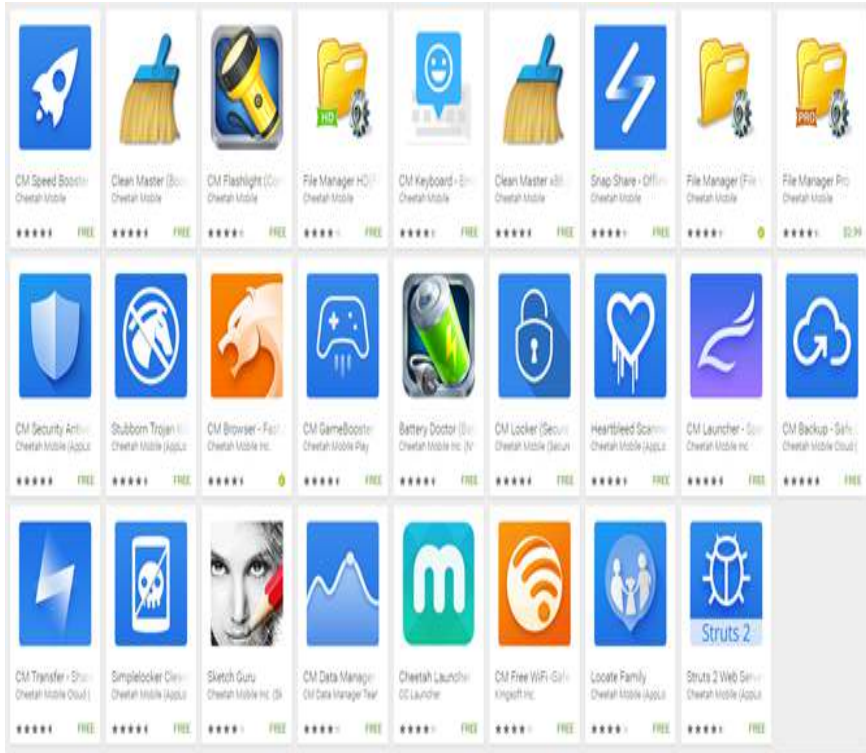 CM Speed Booster
Cheetah Mobile
FREE
Clean Master (Boo
Cheetah Mobile
FREE
CM Flashlight (Co
Cheetah Mobile
FREE
HD
File Manager HD
Cheetah Mobile
FREE
CM Keyboard - Em
Cheetah Mobile
FREE
Clean Master x86
Cheetah Mobile
FREE
Snap Share - Offlin
Cheetah Mobile
FREE
File Manager (File
Cheetah Mobile
PRO
File Manager Pro
Cheetah Mobile
$2.99
CM Security Antiv
Cheetah Mobile (AppLo
FREE
Stubborn Trojan
Cheetah Mobile (AppLo
FREE
CM Browser - Fast
Cheetah Mobile Inc.
CM GameBooster
Cheetah Mobile Play
FREE
Battery Doctor (Ba
Cheetah Mobile Inc. (N
FREE
CM Locker (Secure
Cheetah Mobile (Secur
FREE
Heartbleed Scanne
Cheetah Mobile (AppLo
FREE
CM Launcher -
Cheetah Mobile Inc
FREE
CM Backup - Safe
Cheetah Mobile Cloud (
FREE
CM Transfer - Shar
Cheetah Mobile Cloud (
FREE
Simplelocker Clea
Cheetah Mobile (AppLo
FREE
Sketch Guru
Cheetah Mobile Inc. (Sk
FREE
CM Data Manager
CM Data Manager Tear
FREE
m
Cheetah Launcher
CC Launcher
FREE
CM Free WiFi-Safe
Kingsoft Inc.
FREE
Locate Family
Cheetah Mobile (AppLo
FREE
Struts 2
Struts 2 Web Serv
Cheetah Mobile (AppLo
FREE